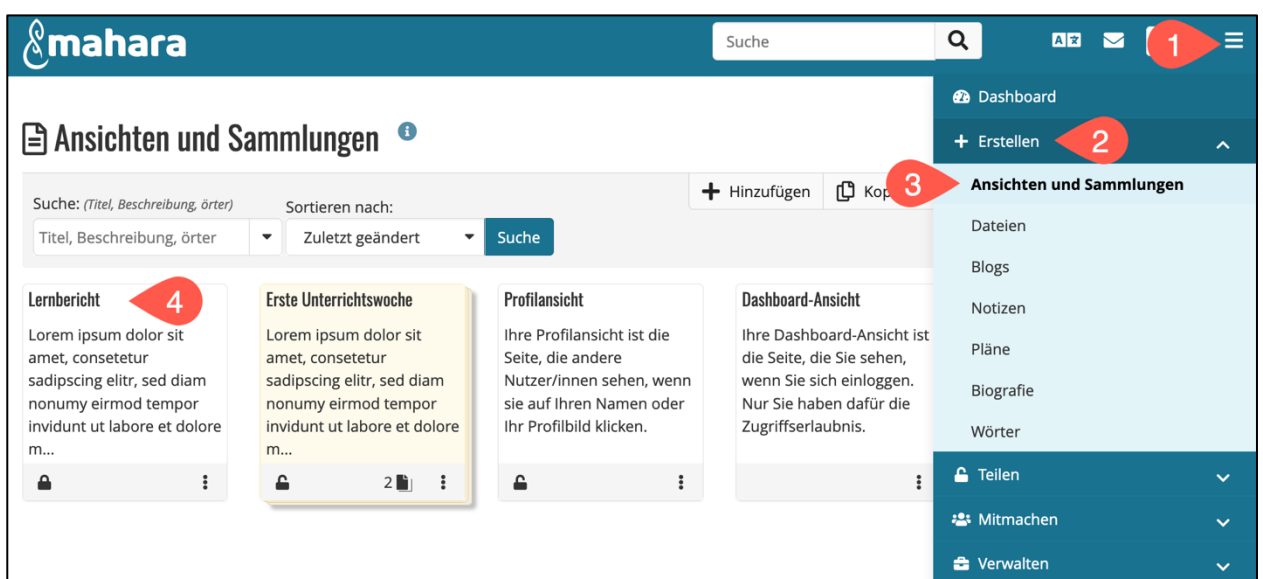 mahara
Suche
1
Dashboard
Ansichten und Sammlungen
Erstellen
2
3
Ansichten und Sammlungen
Hinzufügen
Suche: (Titel, Beschreibung, örter)
Sortieren nach:
Titel, Beschreibung, örter
Zuletzt geändert
Suche
Dateien
Blogs
Notizen
Pläne
Biografie
Wörter
Teilen
Mitmachen
Verwalten
Lernbericht
4
Lorem ipsum dolor sit
amet, consetetur
sadipscing elitr, sed diam
nonumy eirmod tempor
invidunt ut labore et dolore
m...
Erste Unterrichtswoche
Lorem ipsum dolor sit
amet, consetetur
sadipscing elitr, sed diam
nonumy eirmod tempor
invidunt ut labore et dolore
m...
2
Profilansicht
Ihre Profilansicht ist die
Seite, die andere
Nutzer/innen sehen, wenn
sie auf Ihren Namen oder
Ihr Profilbild klicken.
Dashboard-Ansicht
Ihre Dashboard-Ansicht ist
die Seite, die Sie sehen,
wenn Sie sich einloggen.
Nur Sie haben dafür die
Zugriffserlaubnis.